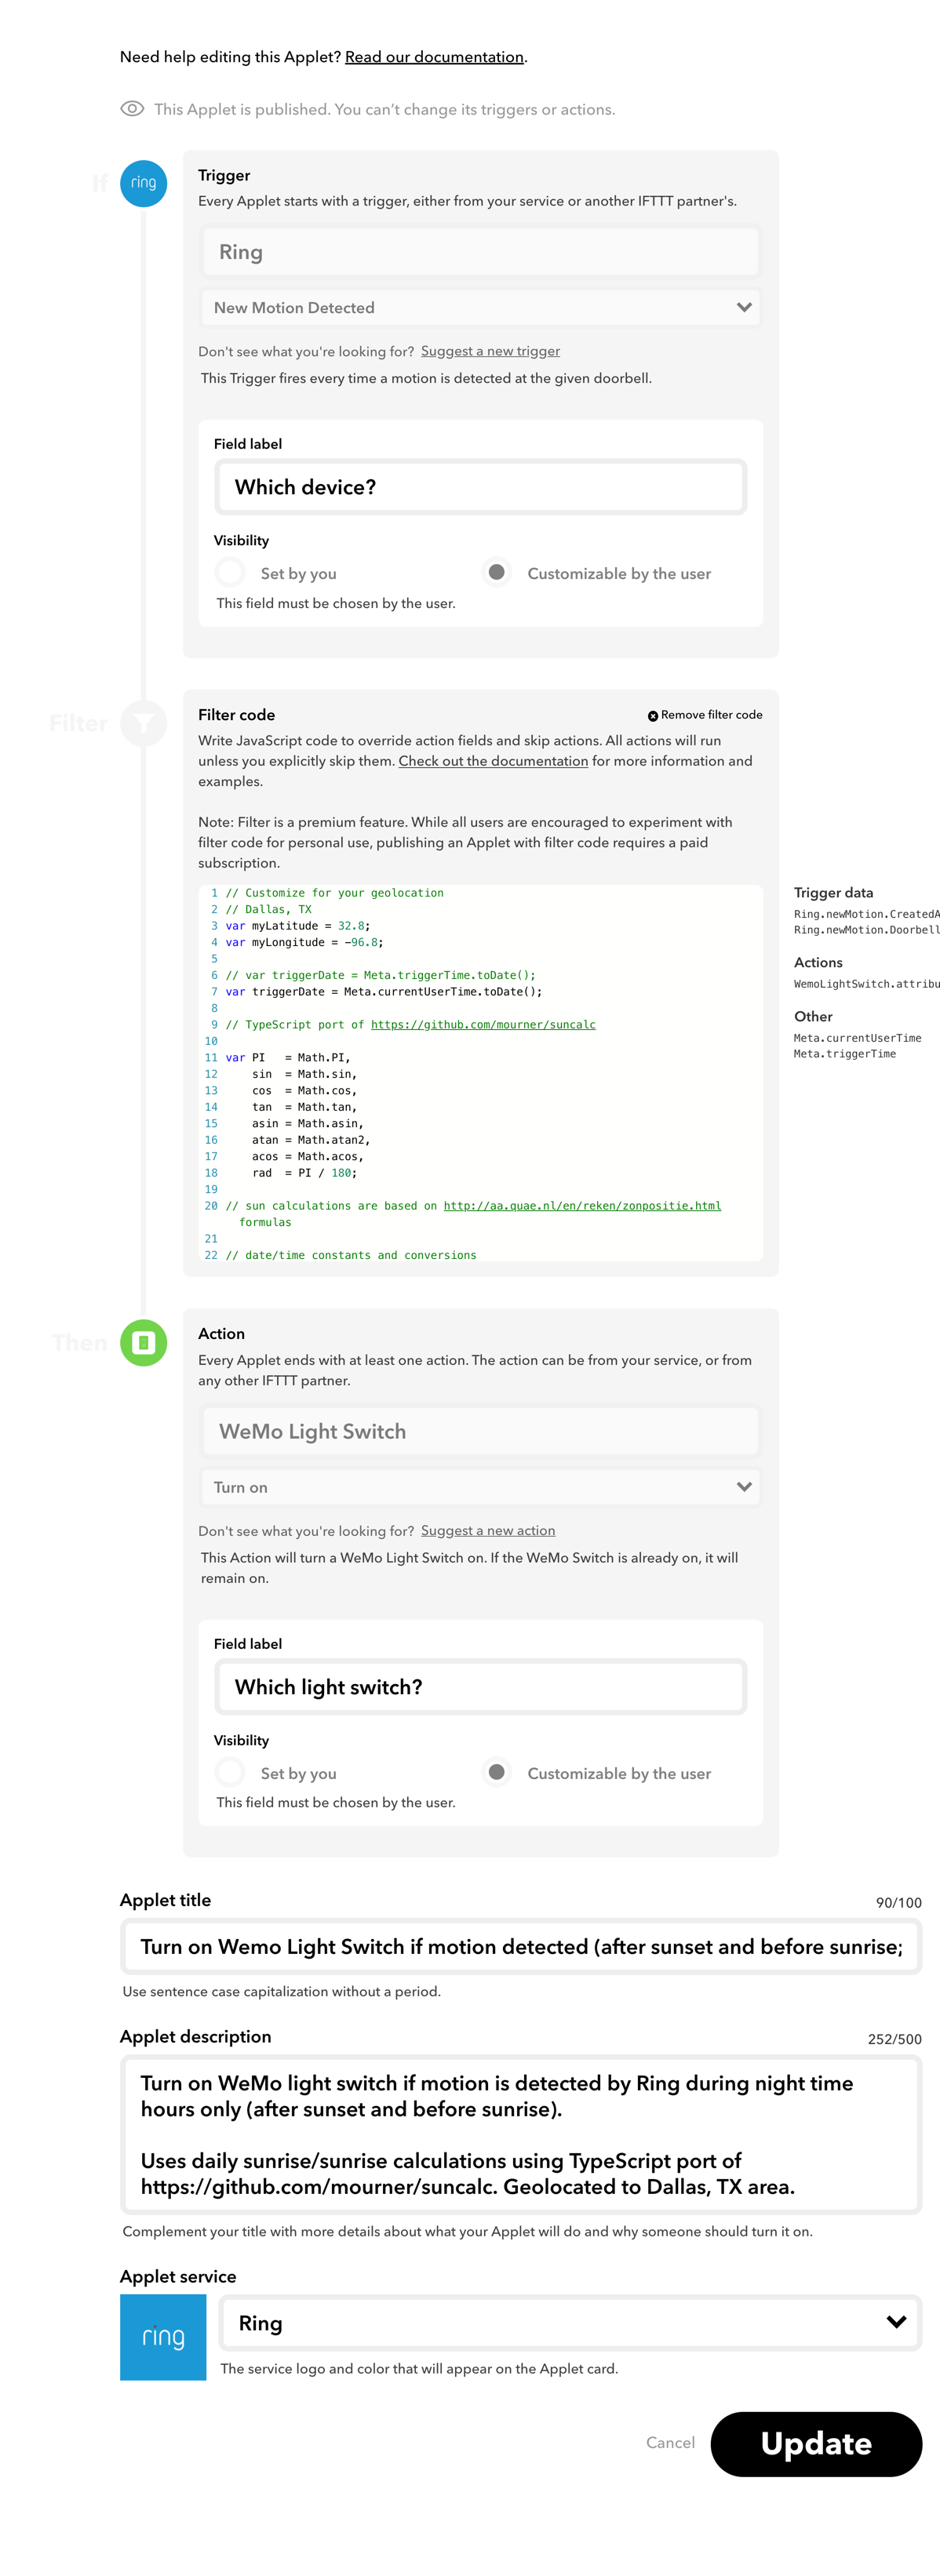 Need help editing this Applet? Read our documentation.
This Applet is published. You can't change its triggers or actions.
If
ring
Trigger
Every Applet starts with a trigger, either from your service or another IFTTT partner's.
Ring
New Motion Detected
Don't see what you're looking for? Suggest a new trigger
This Trigger fires every time a motion is detected at the given doorbell.
Field label
Which device?
Visibility
Set by you
Customizable by the user
This field must be chosen by the user.
Filter
Filter code
Remove filter code
Write JavaScript code to override action fields and skip actions. All actions will run
unless you explicitly skip them. Check out the documentation for more information and
examples.
Note: Filter is a premium feature. While all users are encouraged to experiment with
filter code for personal use, publishing an Applet with filter code requires a paid
subscription.
1 // Customize for your geolocation
2 // Dallas, TX
3 var myLatitude = 32.8;
4 var myLongitude = -96.8;
5
6 // var triggerDate = Meta.triggerTime.toDate();
7 var triggerDate = Meta.currentUserTime.toDate();
8
9 // TypeScript port of https://github.com/mourner/suncalc
10
11 var PI   = Math.PI,
12     sin  = Math.sin,
13     cos  = Math.cos,
14     tan  = Math.tan,
15     asin = Math.asin,
16     atan = Math.atan2,
17     acos = Math.acos,
18     rad  = PI / 180;
19
20 // sun calculations are based on http://aa.quae.nl/en/reken/zonpositie.html
formulas
21
22 // date/time constants and conversions
Trigger data
Ring.newMotion.CreatedA
Ring.newMotion.Doorbell
Actions
WemoLightSwitch.attribu
Other
Meta.currentUserTime
Meta.triggerTime
Then
Action
Every Applet ends with at least one action. The action can be from your service, or from
any other IFTTT partner.
WeMo Light Switch
Turn on
Don't see what you're looking for? Suggest a new action
This Action will turn a WeMo Light Switch on. If the WeMo Switch is already on, it will
remain on.
Field label
Which light switch?
Visibility
Set by you
Customizable by the user
This field must be chosen by the user.
Applet title
90/100
Turn on Wemo Light Switch if motion detected (after sunset and before sunrise;
Use sentence case capitalization without a period.
Applet description
252/500
Turn on WeMo light switch if motion is detected by Ring during night time
hours only (after sunset and before sunrise).
Uses daily sunrise/sunrise calculations using TypeScript port of
https://github.com/mourner/suncalc. Geolocated to Dallas, TX area.
Complement your title with more details about what your Applet will do and why someone should turn it on.
Applet service
ring
Ring
The service logo and color that will appear on the Applet card.
Cancel
Update